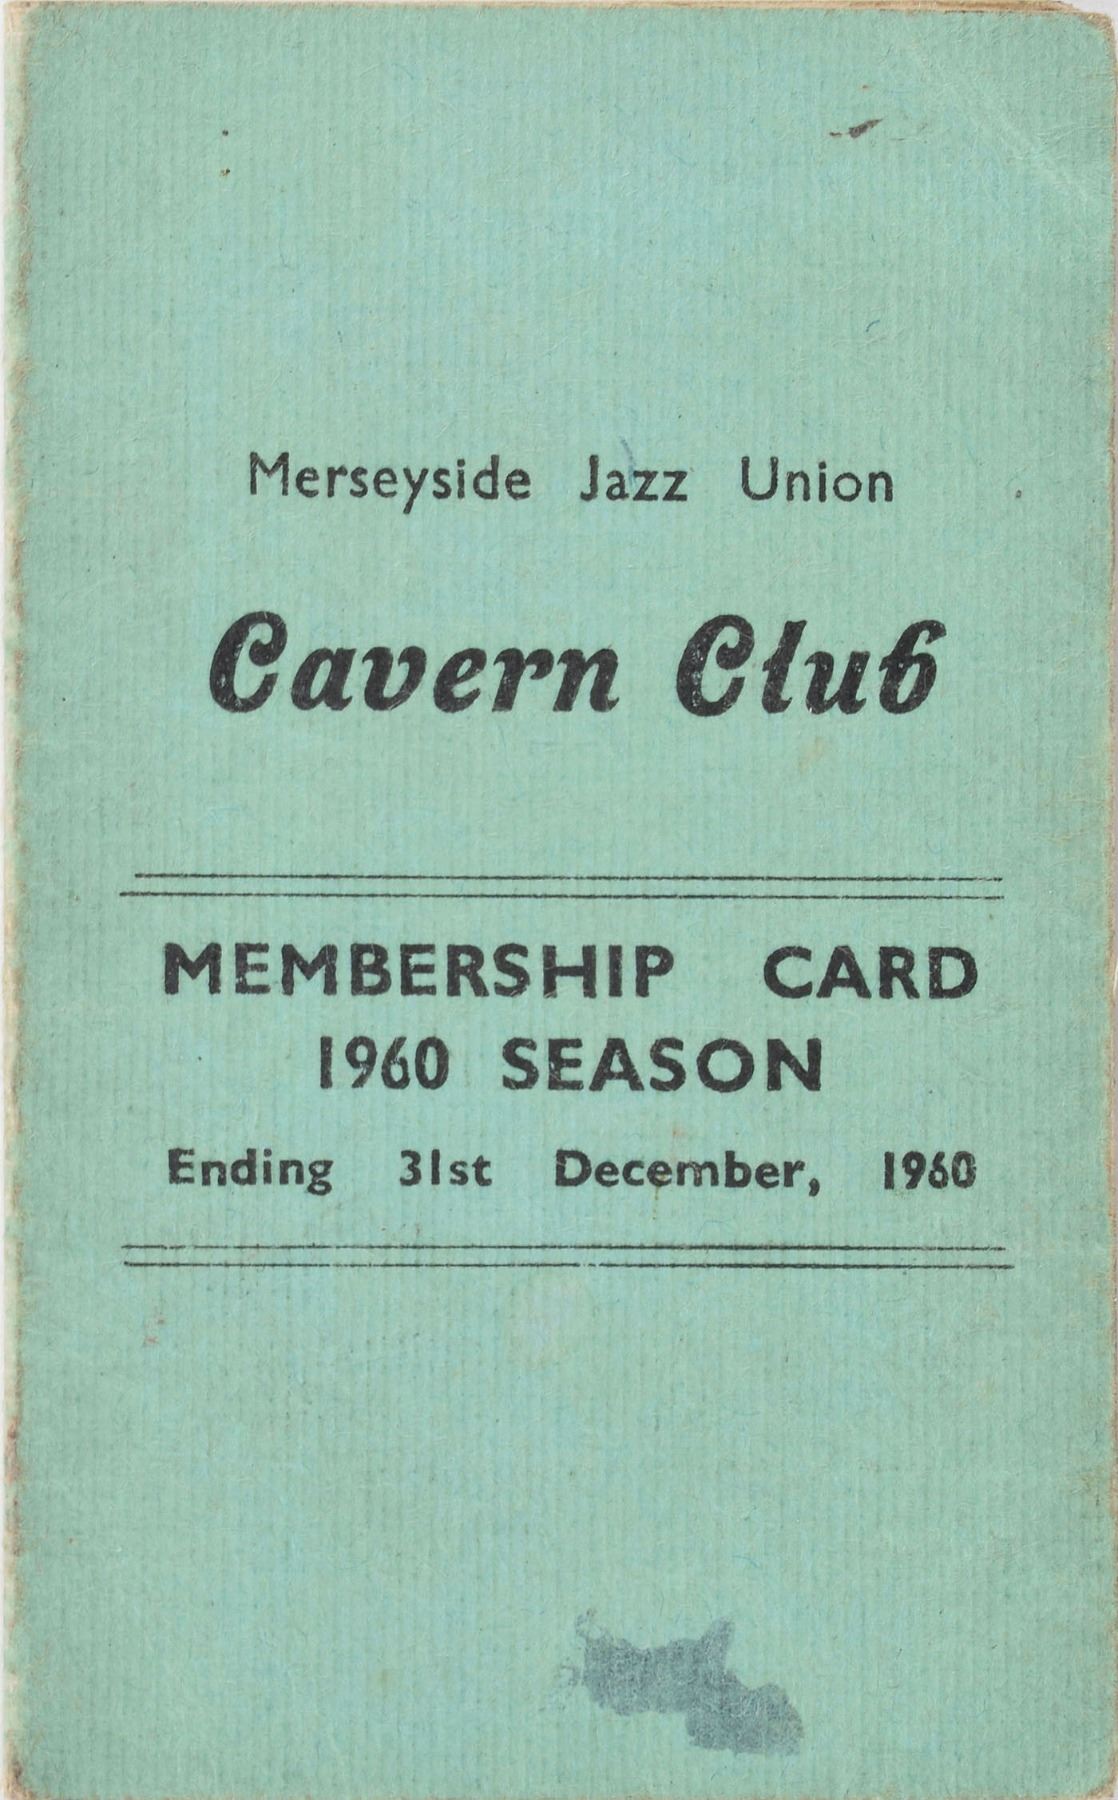 Merseyside Jazz Union
Cavern Club
MEMBERSHIP CARD
1960 SEASON
Ending 31st December, 1960